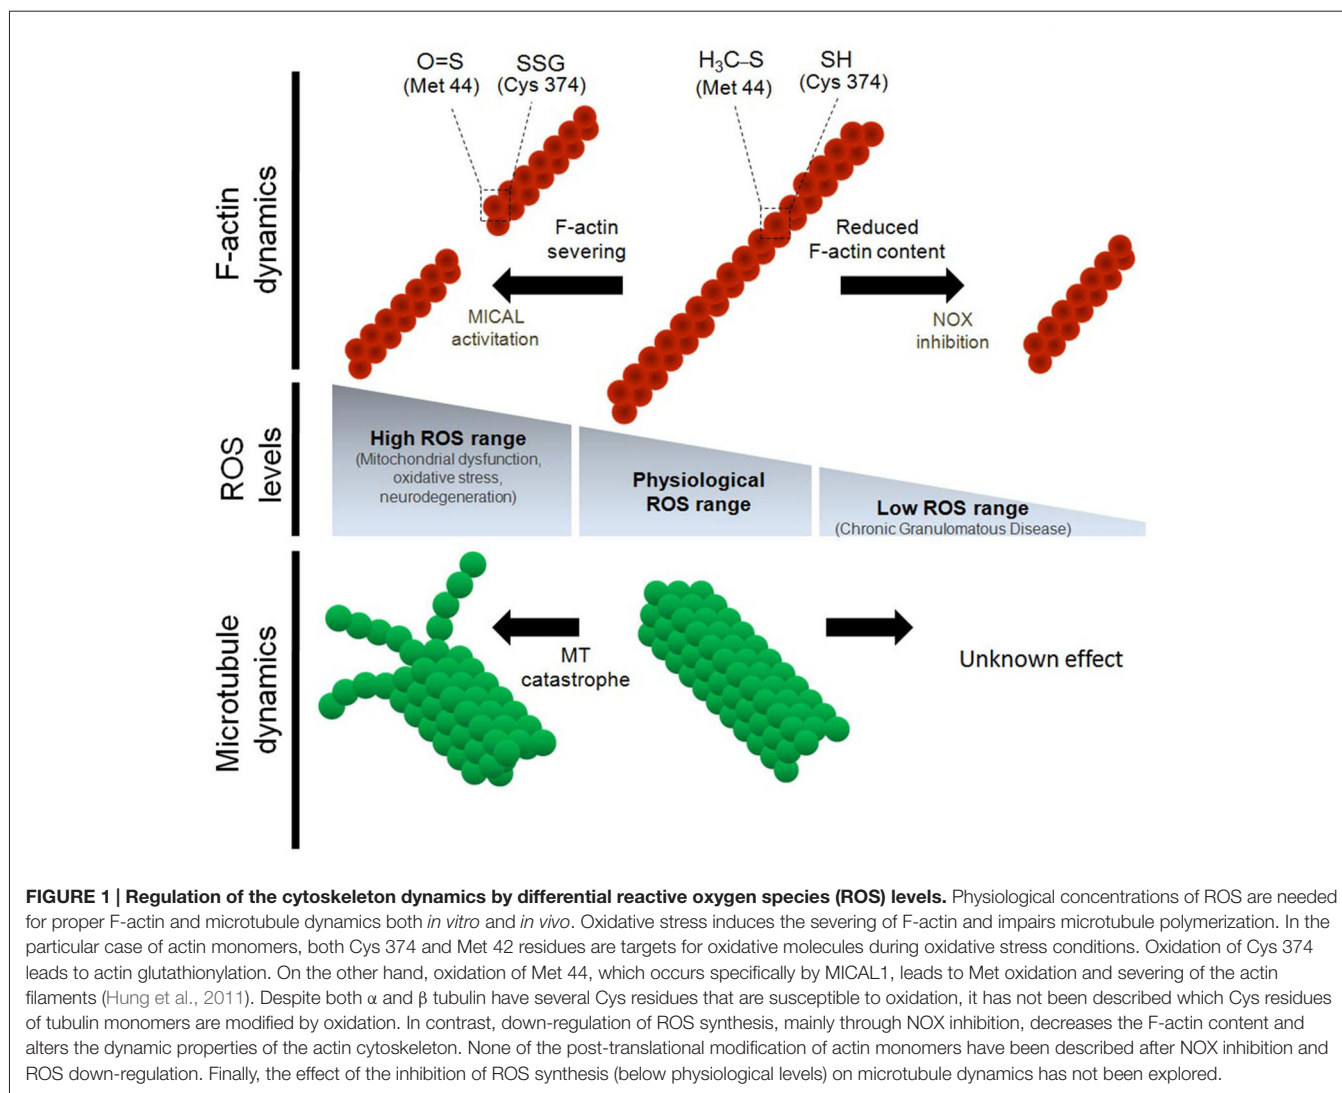 O=S
(Met 44)
SSG
(Cys 374)
H₃C–S
(Met 44)
SH
(Cys 374)
F-actin
dynamics
F-actin
severing
MICAL
activitation
Reduced
F-actin content
NOX
inhibition
ROS
levels
High ROS range
(Mitochondrial dysfunction,
oxidative stress,
neurodegeneration)
Physiological
ROS range
Low ROS range
(Chronic Granulomatous Disease)
Microtubule
dynamics
MT
catastrophe
Unknown effect
FIGURE 1 | Regulation of the cytoskeleton dynamics by differential reactive oxygen species (ROS) levels. Physiological concentrations of ROS are needed
for proper F-actin and microtubule dynamics both in vitro and in vivo. Oxidative stress induces the severing of F-actin and impairs microtubule polymerization. In the
particular case of actin monomers, both Cys 374 and Met 42 residues are targets for oxidative molecules during oxidative stress conditions. Oxidation of Cys 374
leads to actin glutathionylation. On the other hand, oxidation of Met 44, which occurs specifically by MICAL1, leads to Met oxidation and severing of the actin
filaments (Hung et al., 2011). Despite both α and β tubulin have several Cys residues that are susceptible to oxidation, it has not been described which Cys residues
of tubulin monomers are modified by oxidation. In contrast, down-regulation of ROS synthesis, mainly through NOX inhibition, decreases the F-actin content and
alters the dynamic properties of the actin cytoskeleton. None of the post-translational modification of actin monomers have been described after NOX inhibition and
ROS down-regulation. Finally, the effect of the inhibition of ROS synthesis (below physiological levels) on microtubule dynamics has not been explored.